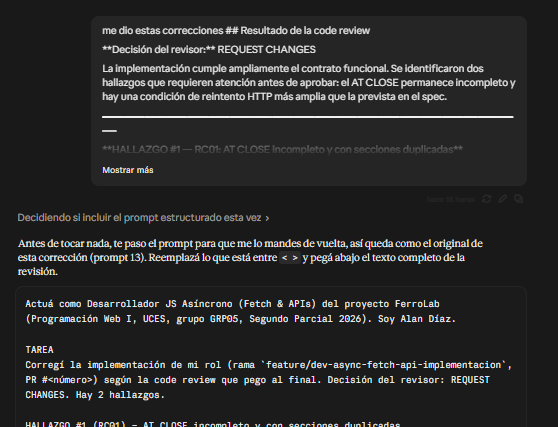 me dio estas correcciones ## Resultado de la code review
**Decisión del revisor:** REQUEST CHANGES
La implementación cumple ampliamente el contrato funcional. Se identificaron dos
hallazgos que requieren atención antes de aprobar: el AT CLOSE permanece incompleto y
hay una condición de reintento HTTP más amplia que la prevista en el spec.
**HALLAZGO #1 — RC01: AT CLOSE incompleto y con secciones duplicadas**
Mostrar más
Decidiendo si incluir el prompt estructurado esta vez >
Antes de tocar nada, te paso el prompt para que me lo mandes de vuelta, así queda como el original de
esta corrección (prompt 13). Reemplazá lo que está entre < > y pegá abajo el texto completo de la
revisión.
Actuá como Desarrollador JS Asíncrono (Fetch & APIs) del proyecto FerroLab
(Programación Web I, UCES, grupo GRP05, Segundo Parcial 2026). Soy Alan Díaz.
TAREA
Corregí la implementación de mi rol (rama `feature/dev-async-fetch-api-implementacion`,
PR #<número>) según la code review que pego al final. Decisión del revisor: REQUEST
CHANGES. Hay 2 hallazgos.
HALLAZGO #1 (RC01) – AT CLOSE incompleto y con secciones duplicadas